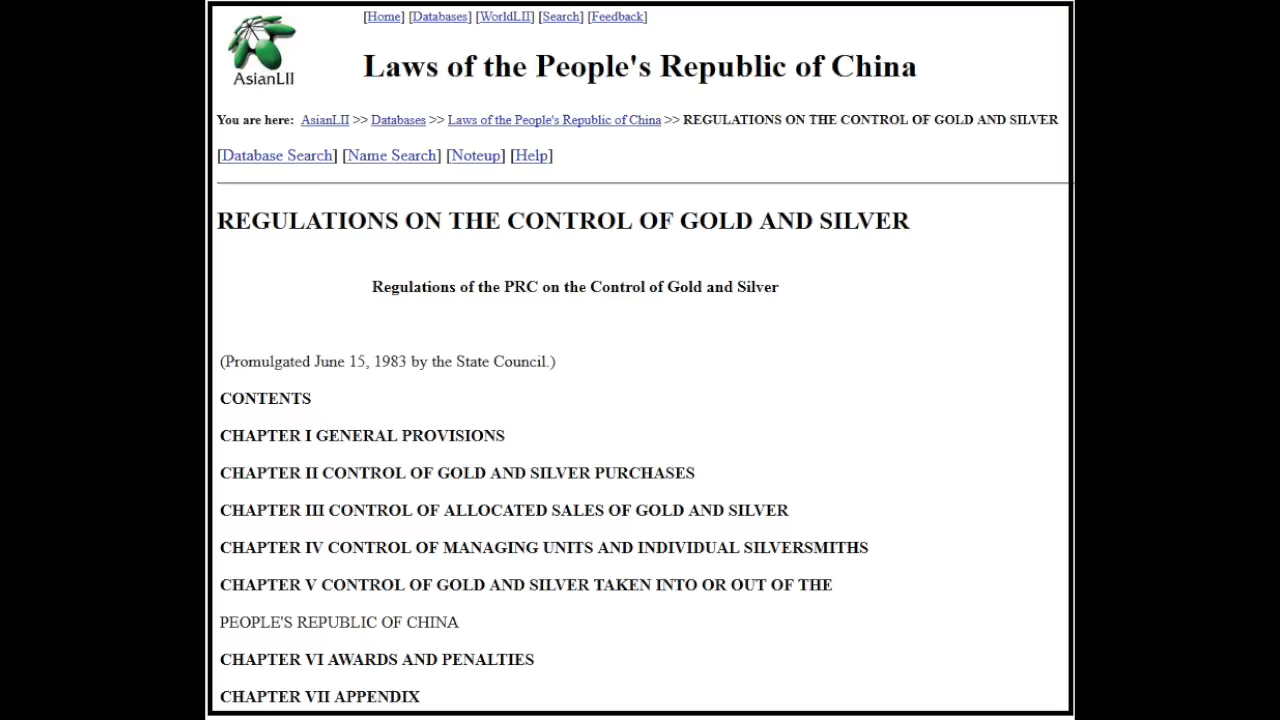 [Home] [Databases] [WorldLII] [Search] [Feedback]
AsianLII
Laws of the People's Republic of China
You are here: AsianLII >> Databases >> Laws of the People's Republic of China >> REGULATIONS ON THE CONTROL OF GOLD AND SILVER
[Database Search] [Name Search] [Noteup] [Help]
REGULATIONS ON THE CONTROL OF GOLD AND SILVER
Regulations of the PRC on the Control of Gold and Silver
(Promulgated June 15, 1983 by the State Council.)
CONTENTS
CHAPTER I GENERAL PROVISIONS
CHAPTER II CONTROL OF GOLD AND SILVER PURCHASES
CHAPTER III CONTROL OF ALLOCATED SALES OF GOLD AND SILVER
CHAPTER IV CONTROL OF MANAGING UNITS AND INDIVIDUAL SILVERSMITHS
CHAPTER V CONTROL OF GOLD AND SILVER TAKEN INTO OR OUT OF THE
PEOPLE'S REPUBLIC OF CHINA
CHAPTER VI AWARDS AND PENALTIES
CHAPTER VII APPENDIX